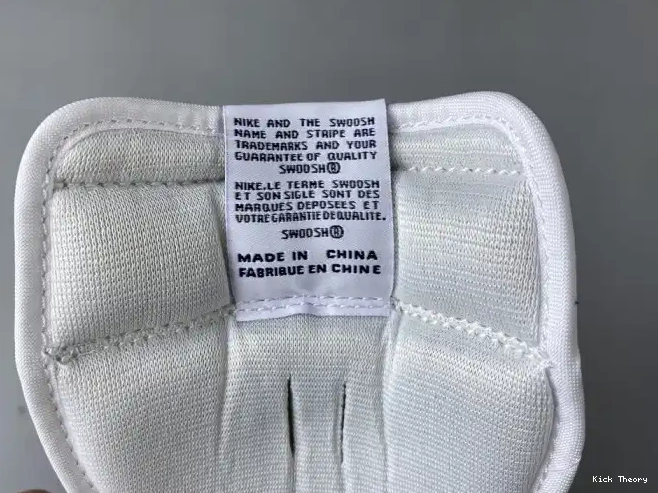 NIKE AND THE SWOOSH
NAME AND STRIPE ARE
TRADEMARKS AND YOUR
GUARANTEE OF QUALITY
SWOOSH®
NIKE.LE TERME SWOOSH
ET SON SIGLE SONT DES
MARQUES DEPOSEES ET
VOTRE GARANTIE DE QUALITE.
SWOOSH®
MADE IN CHINA
FABRIQUE EN CHINE
Kick Theory